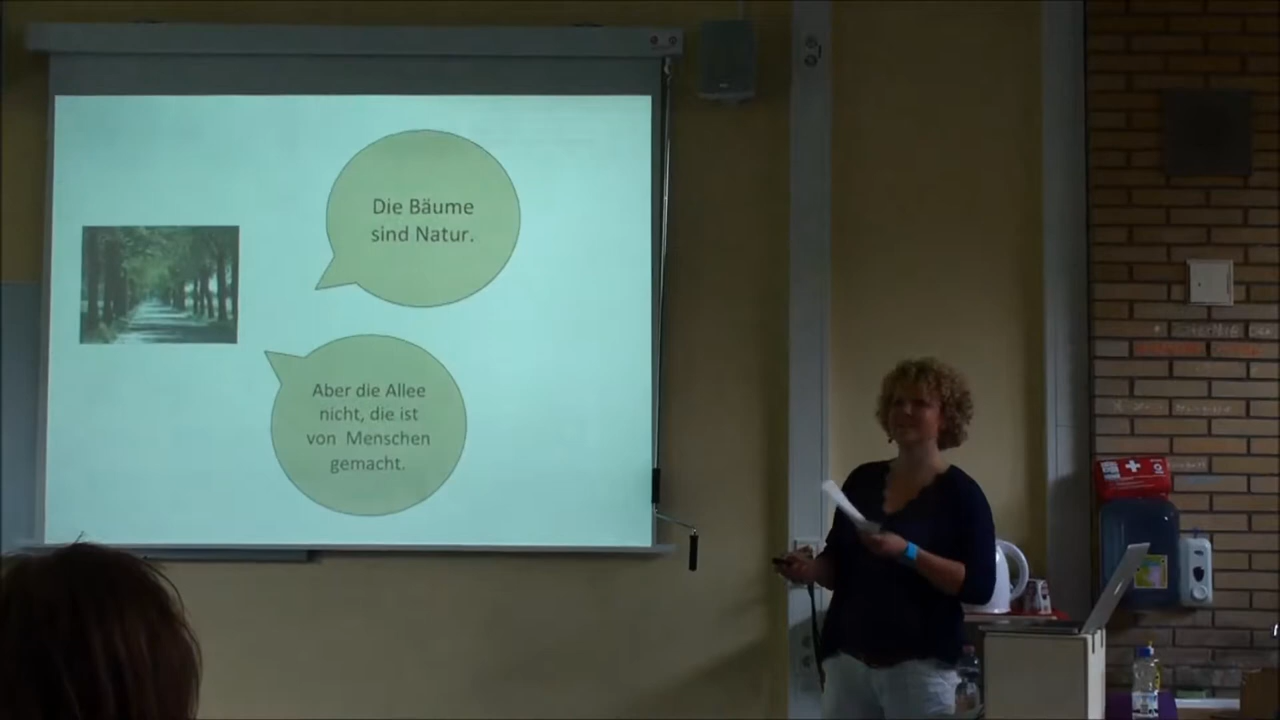 Die Bäume
sind Natur.
Aber die Allee
nicht, die ist
von Menschen
gemacht.